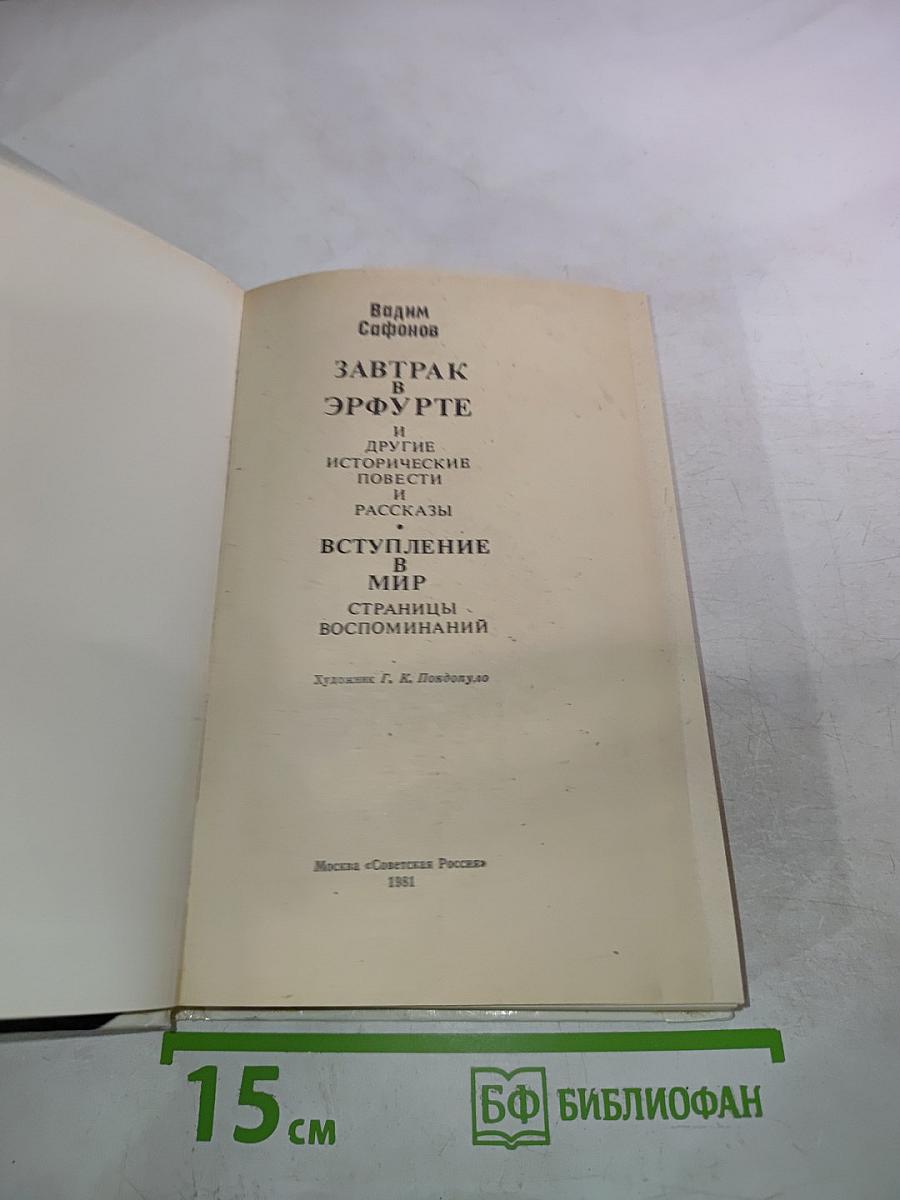 Вадим
Сафонов
ЗАВТРАК
В
ЭРФУРТЕ
И
ДРУГИЕ
ИСТОРИЧЕСКИЕ
ПОВЕСТИ
И
РАССКАЗЫ
•
ВСТУПЛЕНИЕ
В
МИР
СТРАНИЦЫ
ВОСПОМИНАНИЙ
Художник Г. К. Пондопуло
Москва «Советская Россия»
1981
15 см
БФ БИБЛИОФАН